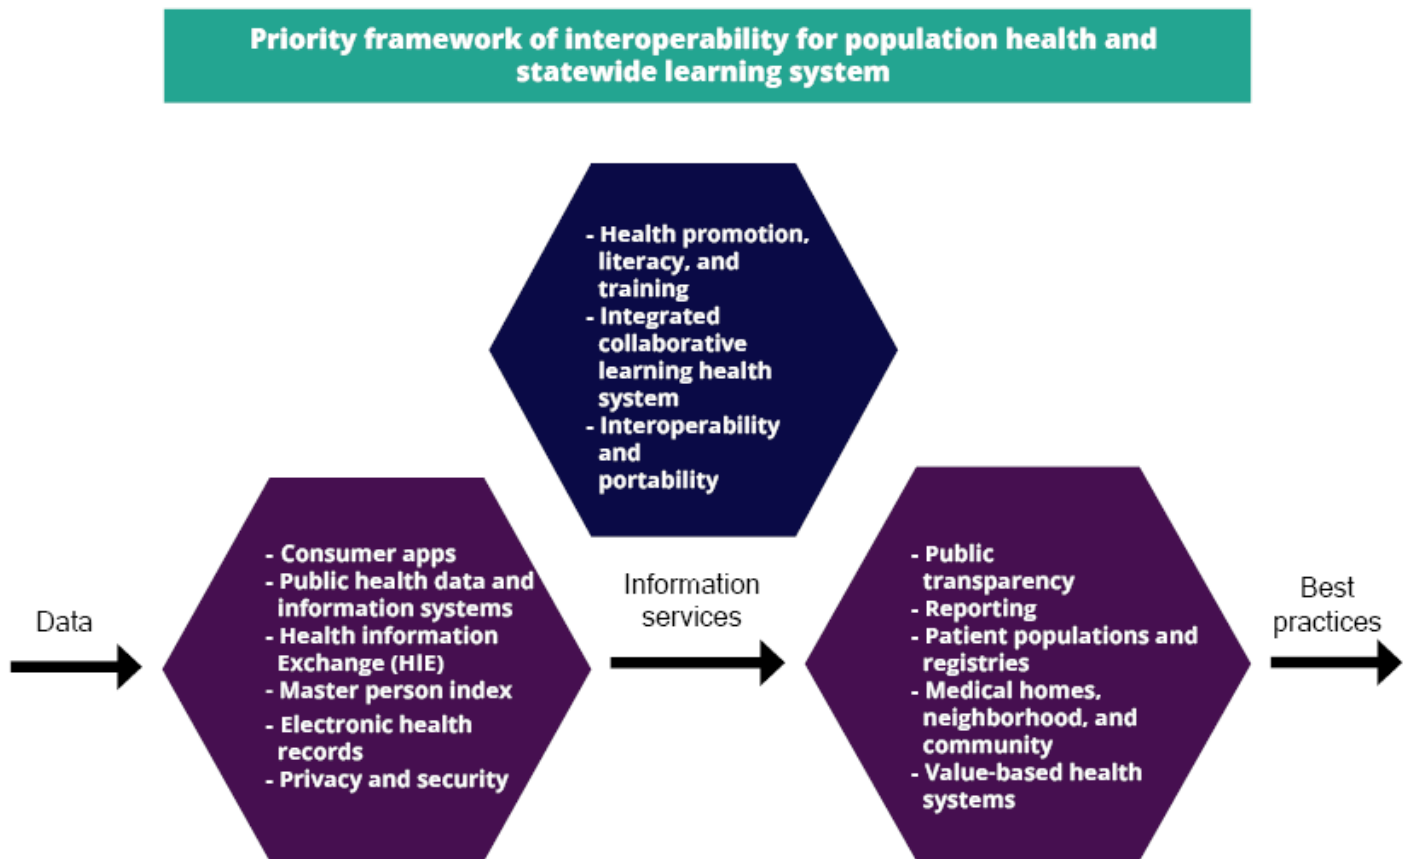 Priority framework of interoperability for population health and
statewide learning system
- Health promotion,
literacy, and
training
- Integrated
collaborative
learning health
system
- Interoperability
and
portability
Data
- Consumer apps
- Public health data and
information systems
- Health information
Exchange (HIE)
- Master person index
- Electronic health
records
- Privacy and security
Information
services
- Public
transparency
- Reporting
- Patient populations and
registries
- Medical homes,
neighborhood, and
community
- Value-based health
systems
Best
practices